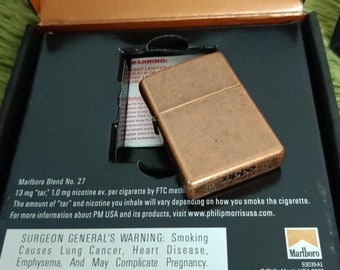 WARNING:
Zippo
Marlboro Blend No. 27
13 mg "tar," 1.0 mg nicotine av. per cigarette by FTC
The amount of "tar" and nicotine you inhale will vary depending on how you smoke the cigarette.
For more information about PM USA and its products, visit www.philipmorrisusa.com.
SURGEON GENERAL'S WARNING: Smoking
Causes Lung Cancer, Heart Disease,
Emphysema, And May Complicate Pregnancy.
Marlboro